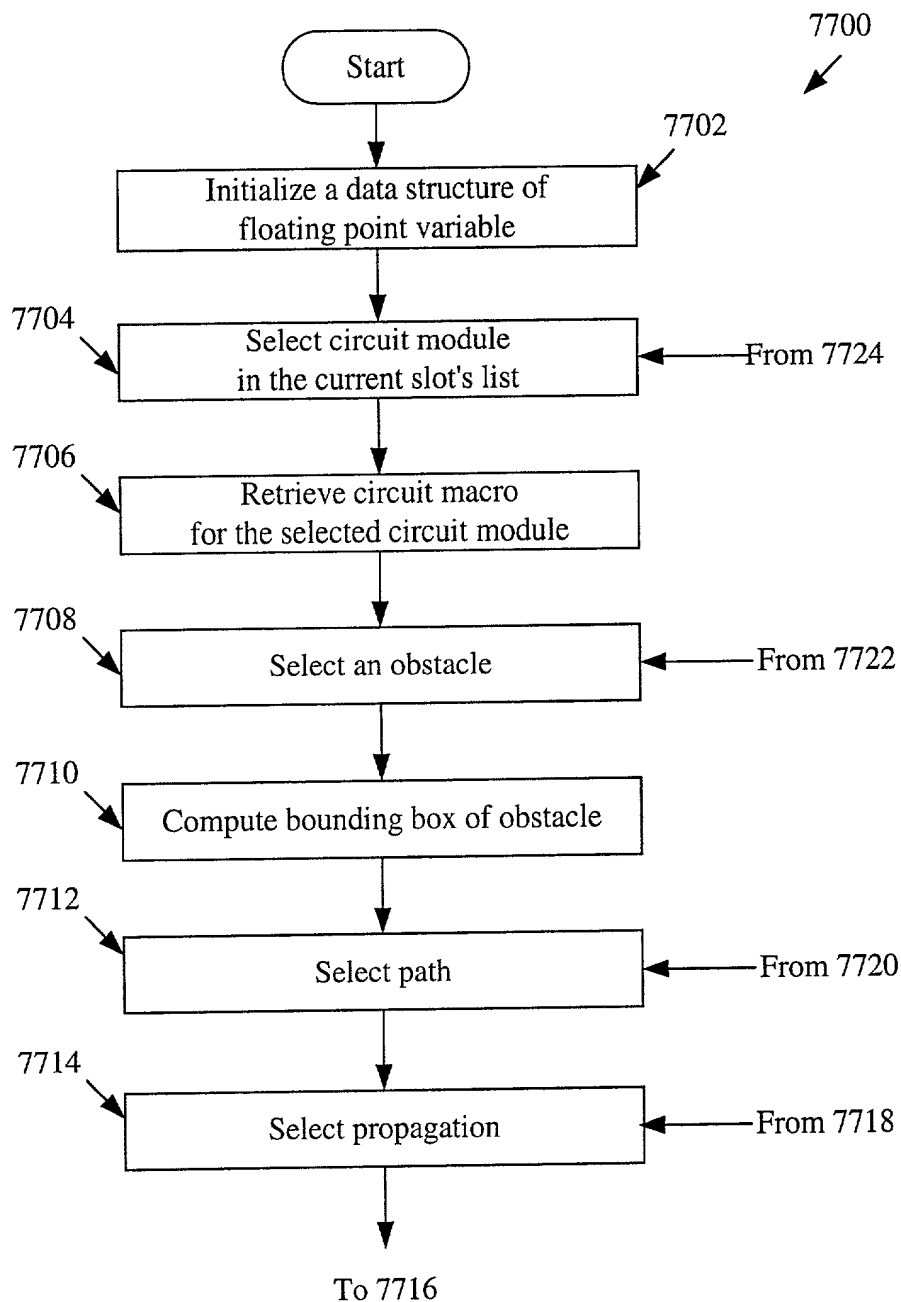 7700
Start
7702
Initialize a data structure of
floating point variable
7704
Select circuit module
in the current slot's list
From 7724
7706
Retrieve circuit macro
for the selected circuit module
7708
Select an obstacle
From 7722
7710
Compute bounding box of obstacle
7712
Select path
From 7720
7714
Select propagation
From 7718
To 7716